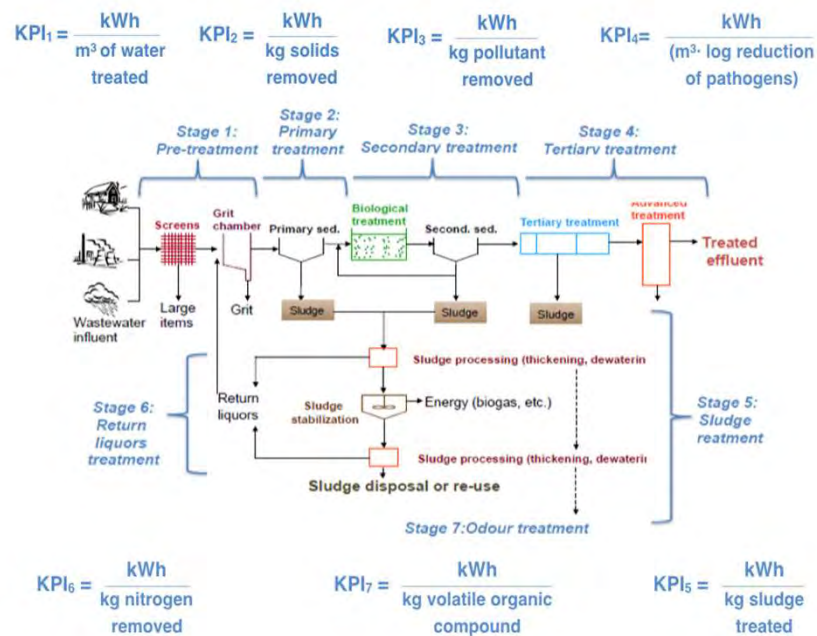 KPI₁ = kWh
m³ of water
treated
KPI₂ = kWh
kg solids
removed
KPI₃ = kWh
kg pollutant
removed
KPI₄= kWh
(m³· log reduction
of pathogens)
Stage 1:
Pre-treatment
Stage 2:
Primary
treatment
Stage 3:
Secondary treatment
Stage 4:
Tertiary treatment
Screens
Grit
chamber
Primary sed.
Biological
treatment
Second. sed.
Tertiary treatment
Advanced
treatment
Treated
effluent
Wastewater
influent
Large
items
Grit
Sludge
Sludge
Sludge
Sludge processing (thickening, dewaterin
Stage 6:
Return
liquors
treatment
Return
liquors
Sludge
stabilization
Energy (biogas, etc.)
Stage 5:
Sludge
reatment
Sludge processing (thickening, dewaterin
Sludge disposal or re-use
Stage 7:Odour treatment
KPI₆ = kWh
kg nitrogen
removed
KPI₇ = kWh
kg volatile organic
compound
KPI₅ = kWh
kg sludge
treated